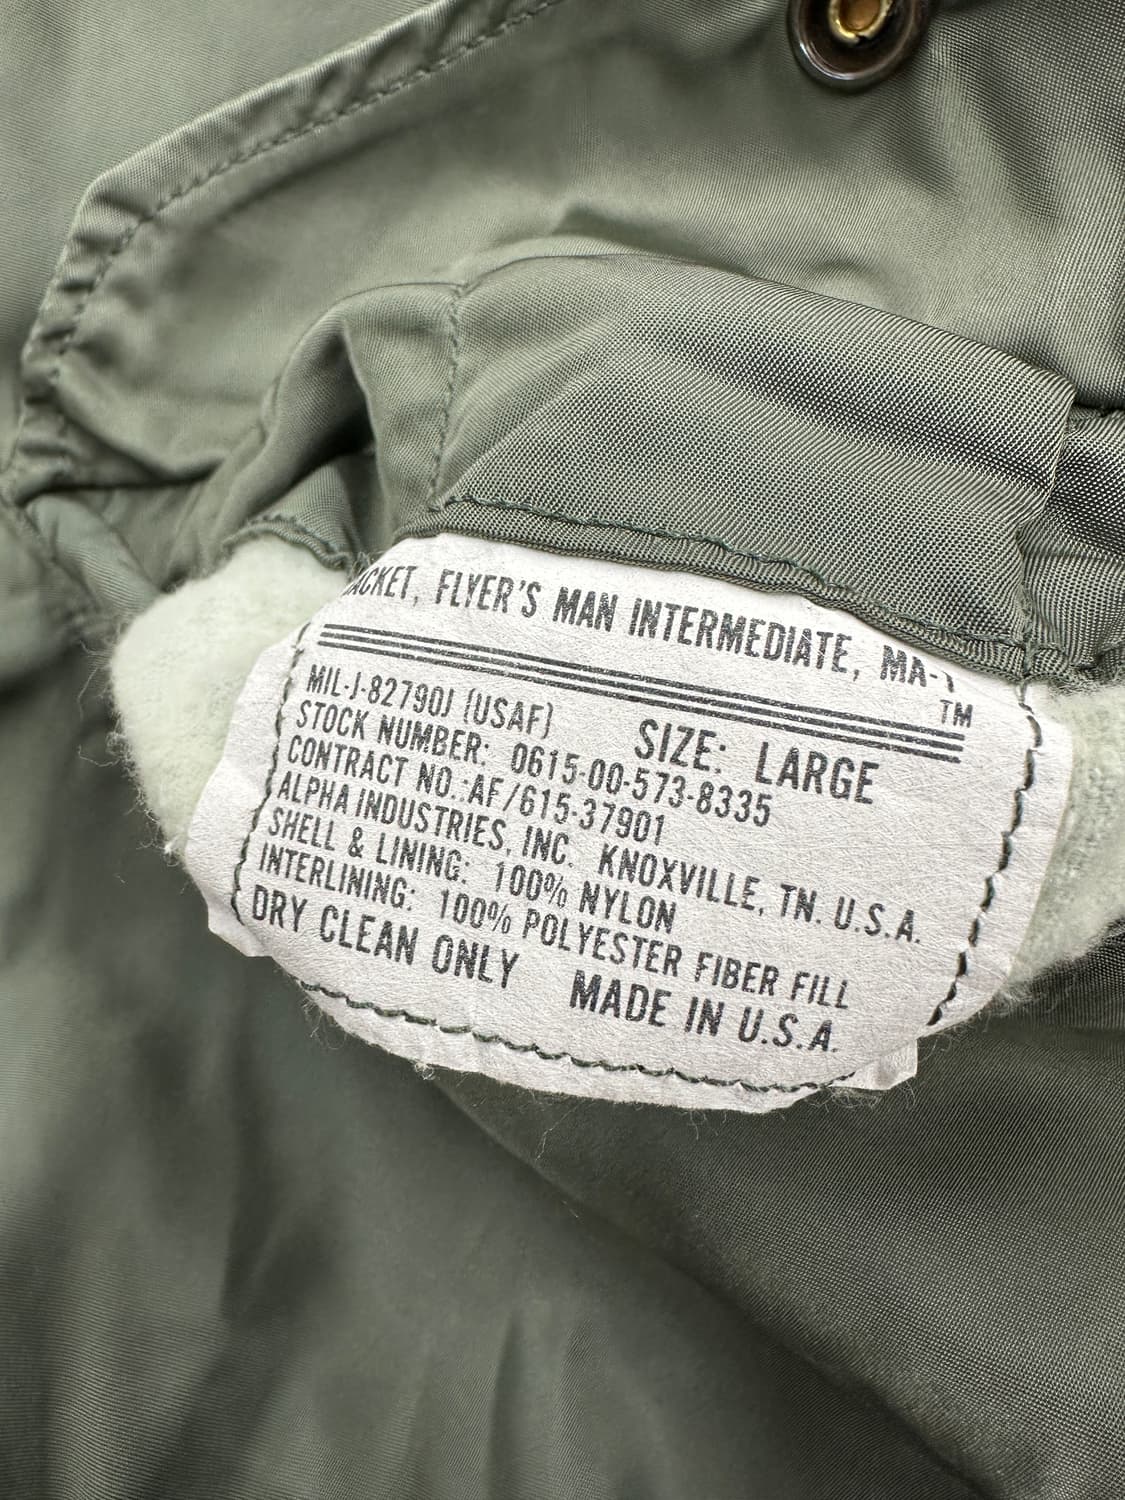 JACKET, FLYER'S MAN INTERMEDIATE, MA-1
TM
MIL-J-82790J (USAF) SIZE: LARGE
STOCK NUMBER: 0615-00-573-8335
CONTRACT NO.:AF/615-37901
ALPHA INDUSTRIES, INC. KNOXVILLE, TN. U.S.A.
SHELL & LINING: 100% NYLON
INTERLINING: 100% POLYESTER FIBER FILL
DRY CLEAN ONLY MADE IN U.S.A.